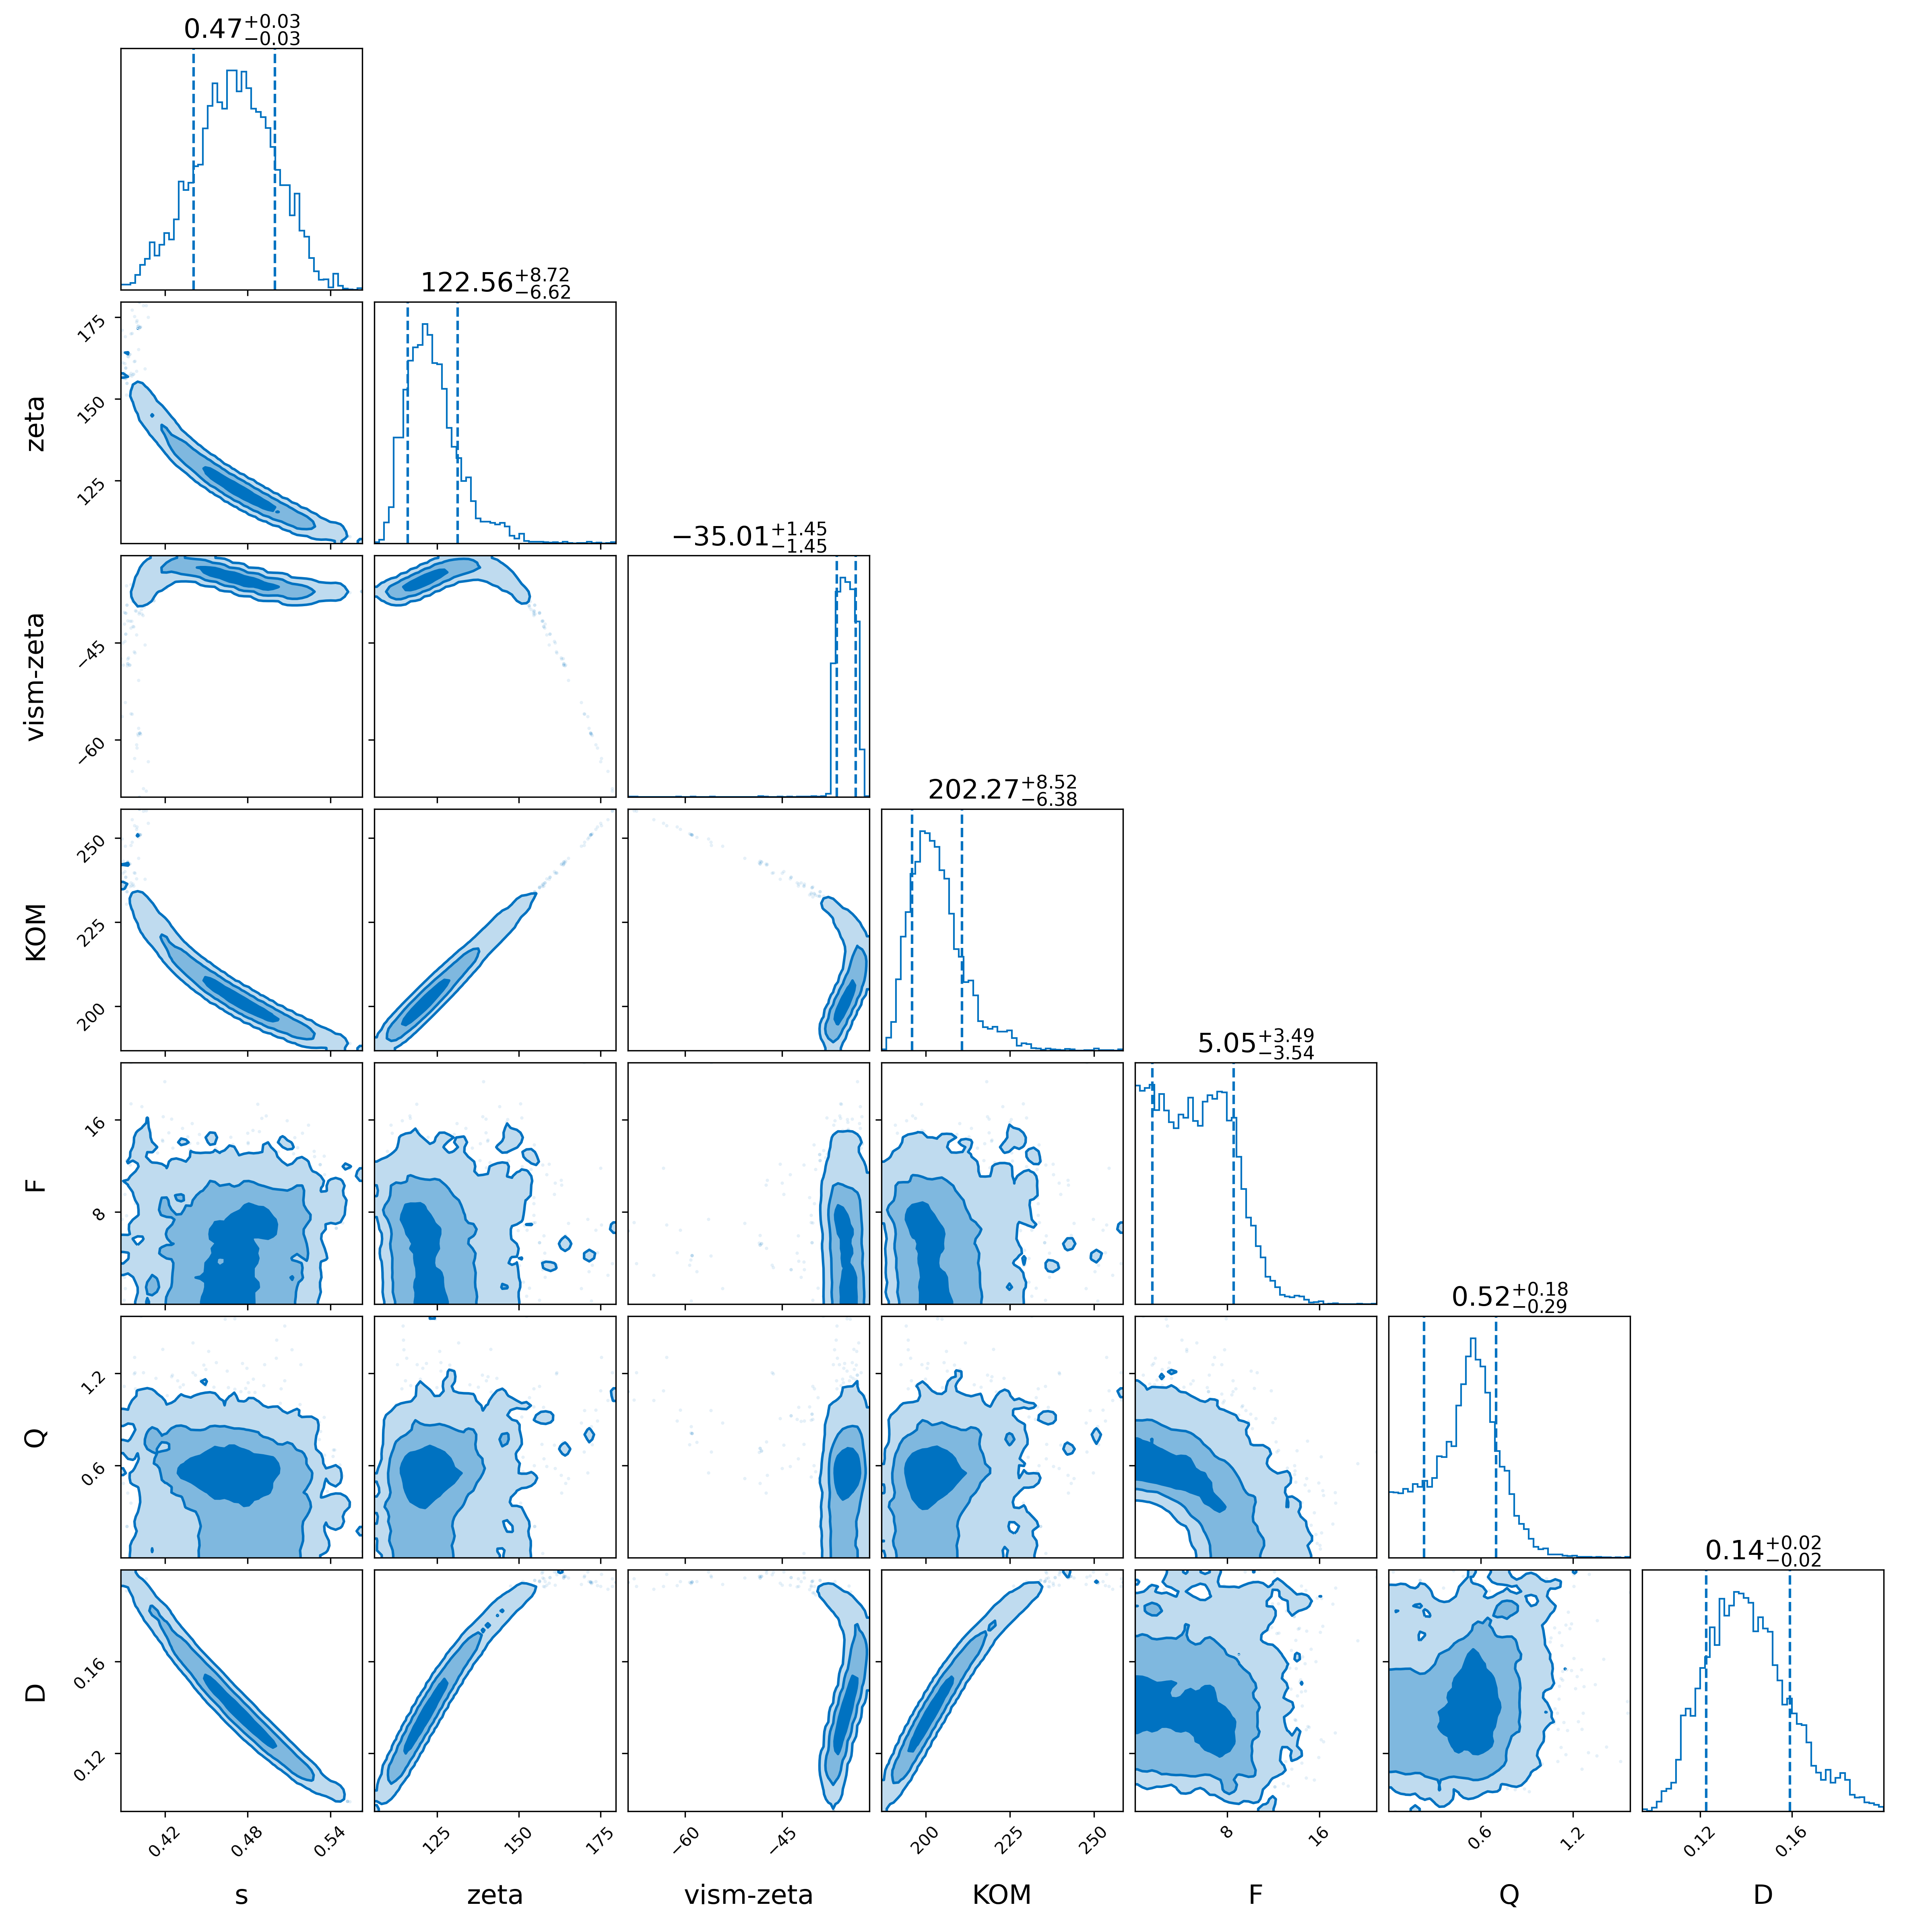 0.47+0.03−0.03
122.56+8.72−6.62
175
150
125
zeta
−35.01+1.45−1.45
−45
−60
vism-zeta
202.27+8.52−6.38
250
225
200
KOM
5.05+3.49−3.54
16
8
F
0.52+0.18−0.29
1.2
0.6
Q
0.14+0.02−0.02
0.16
0.12
D
0.42 0.48 0.54 125 150 175 −60 −45 200 225 250 8 16 0.6 1.2 0.12 0.16
s zeta vism-zeta KOM F Q D